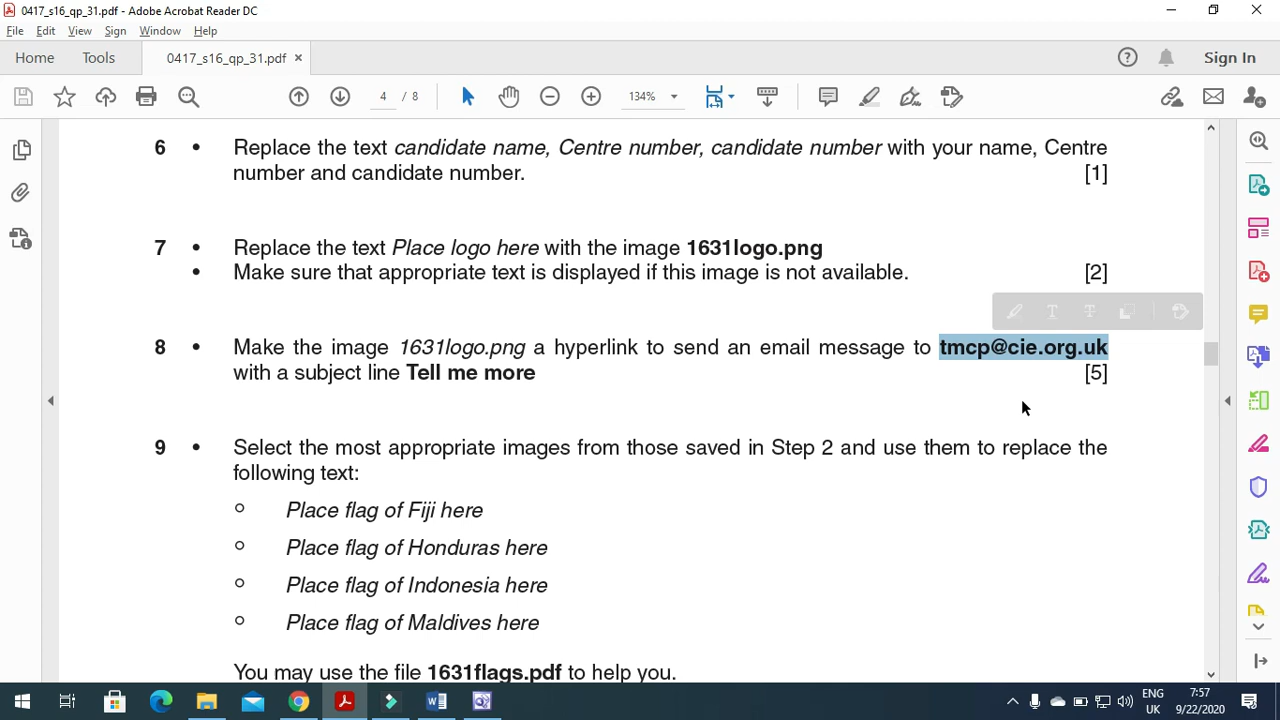 0417_s16_qp_31.pdf - Adobe Acrobat Reader DC
File Edit View Sign Window Help
Home Tools 0417_s16_qp_31.pdf × Sign In
4 / 8 134%
6 • Replace the text candidate name, Centre number, candidate number with your name, Centre
number and candidate number. [1]
7 • Replace the text Place logo here with the image 1631logo.png
• Make sure that appropriate text is displayed if this image is not available. [2]
8 • Make the image 1631logo.png a hyperlink to send an email message to tmcp@cie.org.uk
with a subject line Tell me more [5]
9 • Select the most appropriate images from those saved in Step 2 and use them to replace the
following text:
○ Place flag of Fiji here
○ Place flag of Honduras here
○ Place flag of Indonesia here
○ Place flag of Maldives here
You may use the file 1631flags.pdf to help you.
ENG 7:57
UK 9/22/2020